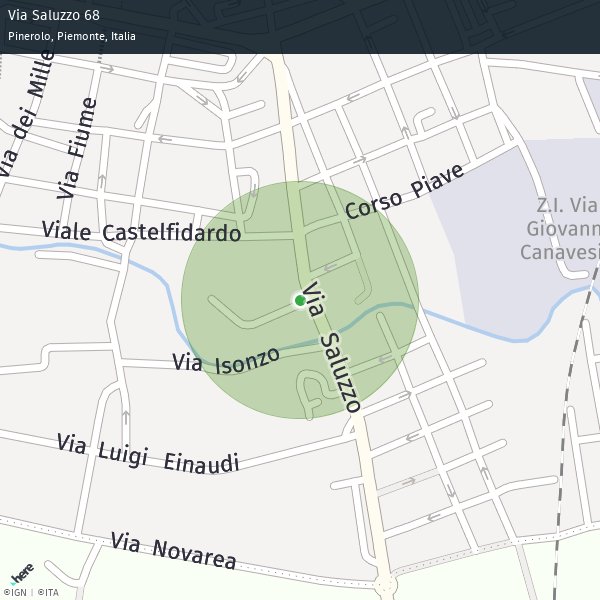 Via Saluzzo 68
Pinerolo, Piemonte, Italia
Via dei Mille
Via Fiume
Corso Piave
Z.I. Via
Giovann
Canavesi
Viale Castelfidardo
Via Saluzzo
Via Isonzo
Via Luigi Einaudi
Via Novarea
here
©IGN | ©ITA